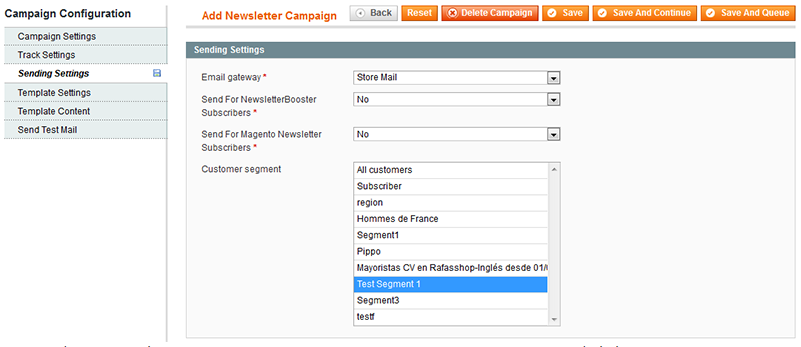 Campaign Configuration
Campaign Settings
Track Settings
Sending Settings
Template Settings
Template Content
Send Test Mail
Add Newsletter Campaign
Back
Reset
Delete Campaign
Save
Save And Continue
Save And Queue
Sending Settings
Email gateway *
Store Mail
Send For NewsletterBooster
Subscribers *
No
Send For Magento Newsletter
Subscribers *
No
Customer segment
All customers
Subscriber
region
Hommes de France
Segment1
Pippo
Mayoristas CV en Rafasshop-Inglés desde 01/
Test Segment 1
Segment3
testf